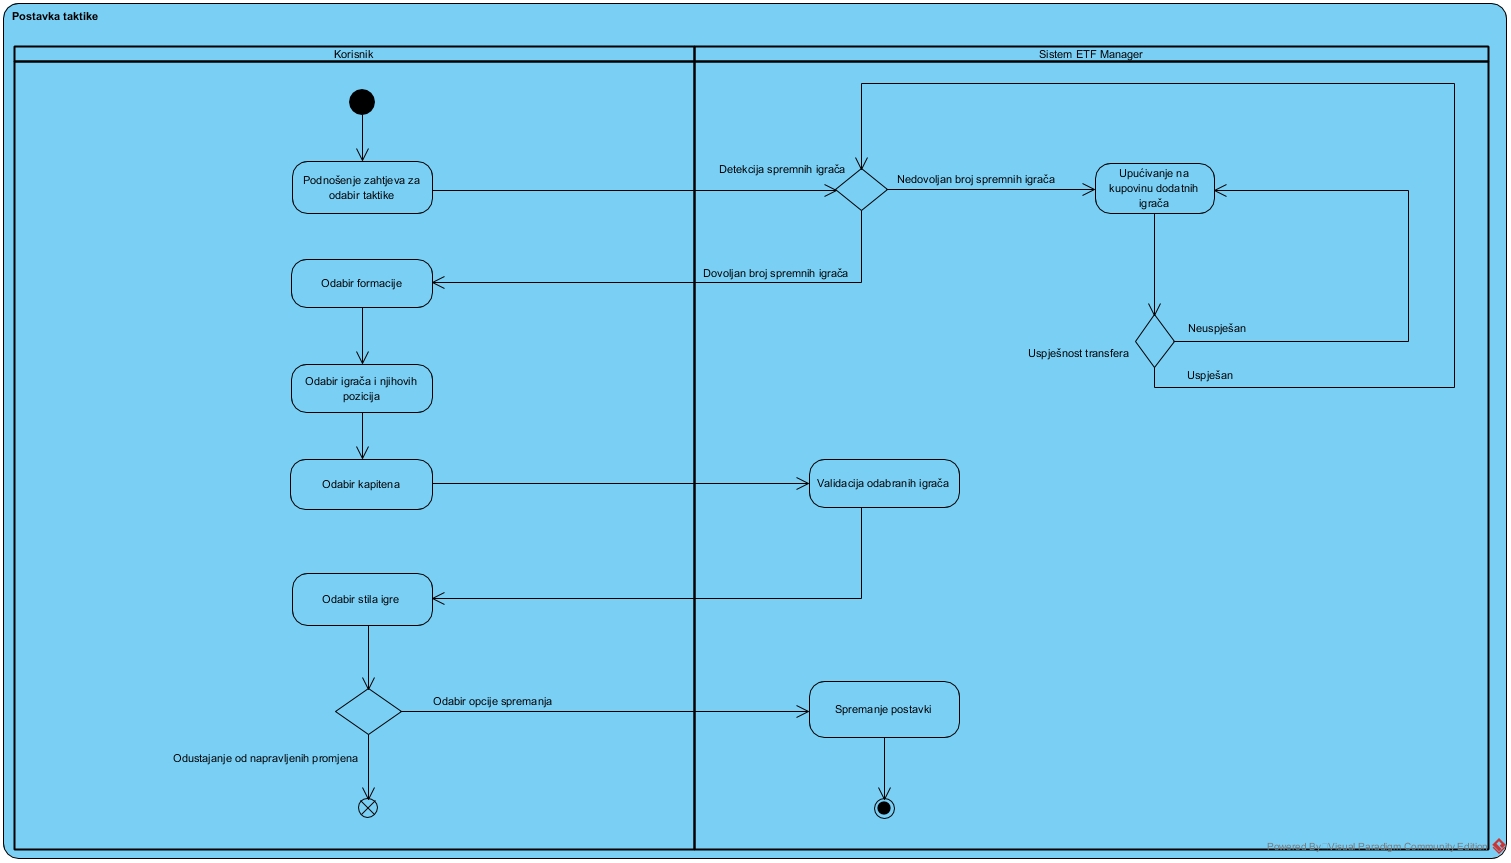 Postavka taktike
Korisnik
Sistem ETF Manager
Podnošenje zahtjeva za
odabir taktike
Detekcija spremnih igrača
Nedovoljan broj spremnih igrača
Upućivanje na
kupovinu dodatnih
igrača
Dovoljan broj spremnih igrača
Odabir formacije
Neuspješan
Uspješnost transfera
Uspješan
Odabir igrača i njihovih
pozicija
Odabir kapitena
Validacija odabranih igrača
Odabir stila igre
Odabir opcije spremanja
Spremanje postavki
Odustajanje od napravljenih promjena
Powered By Visual Paradigm Community Edition